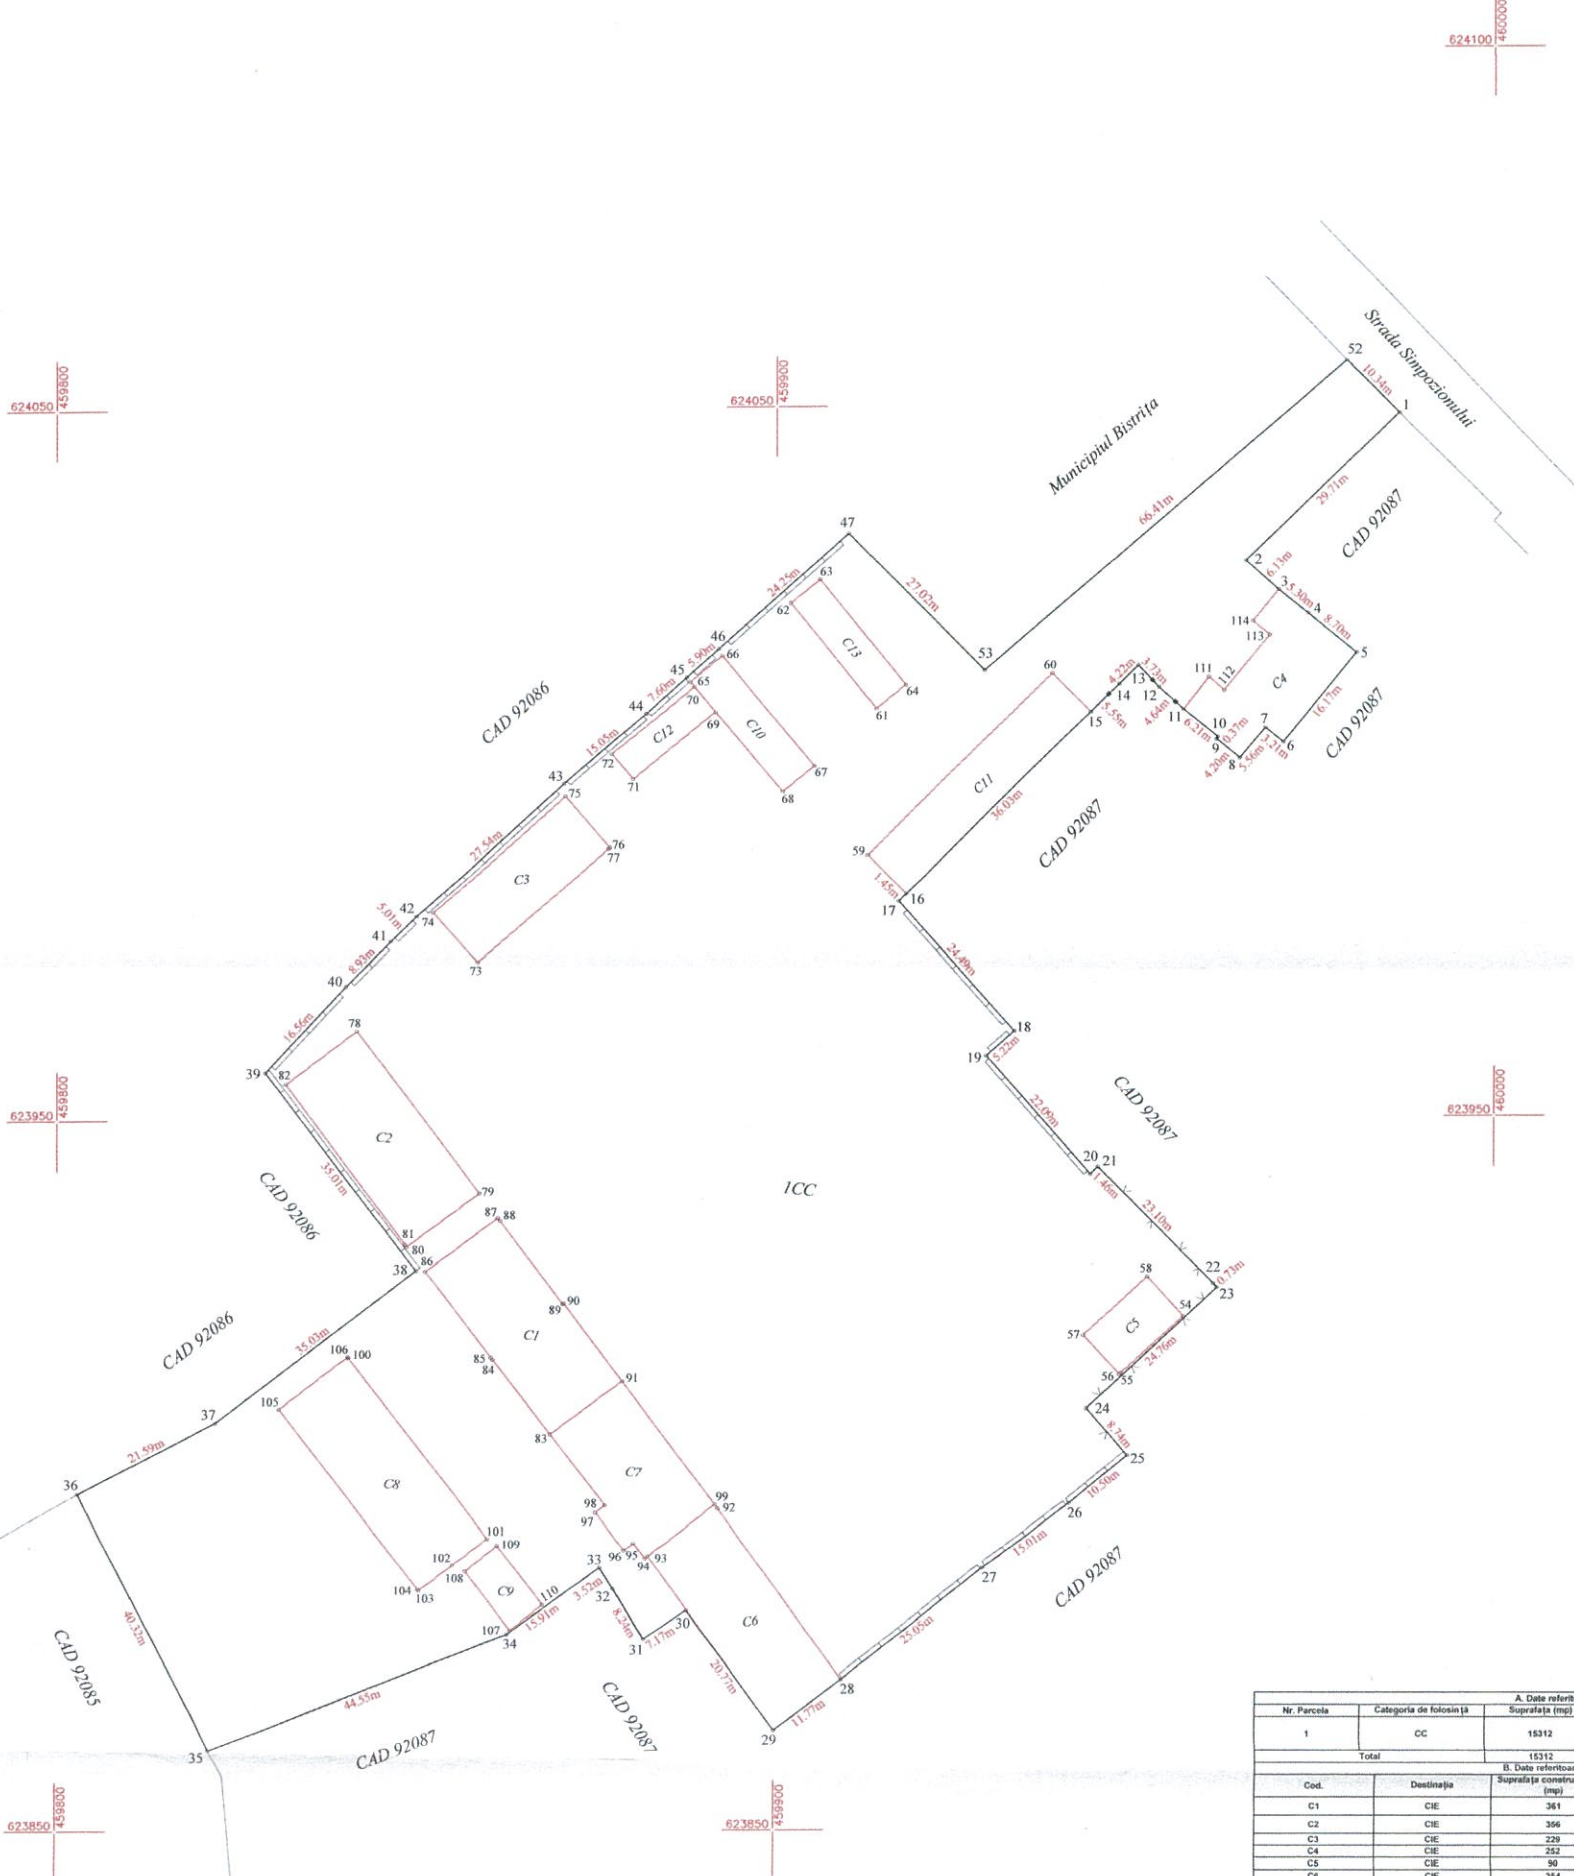 624100
460000
52
Strada Simpozionului
10.34m
1
624050
459800
624050
459900
Municipiul Bistrița
29.71m
66.41m
CAD 92087
47
2
6.13m
24.25m
63
3
5.30m
4
27.02m
62
114
8.70m
113
5
46
C13
5.90m
66
53
60
3.73m
45
65
4.22m
13
111
112
C4
CAD 92086
7.60m
70
64
12
14
16.17m
CAD 92087
44
69
C10
61
15
5.55m
4.64m
11
6.21m
10
0.37m
7
15.05m
C12
9
3.21m
6
72
8
4.20m
5.56m
43
71
67
75
68
C11
36.03m
CAD 92087
27.54m
76
77
59
C3
1.45m
16
42
17
5.01m
74
41
8.93m
73
24.49m
40
16.56m
78
18
19
5.22m
39
82
623950
459800
CAD 92087
623950
460000
22.09m
C2
35.01m
20
21
1.46m
CAD 92086
79
1CC
87
88
23.10m
81
80
86
38
58
22
0.73m
23
90
89
54
CAD 92086
35.03m
C1
57
C5
106
100
85
84
24.76m
91
56
55
105
24
37
8.74m
83
21.59m
25
C7
36
C8
10.50m
98
99
92
26
97
101
15.01m
109
96
95
94
93
102
33
27
108
CAD 92087
104
103
C9
110
3.52m
32
40.32m
15.91m
8.24m
30
C6
107
34
31
7.17m
25.05m
CAD 92085
20.77m
44.55m
28
CAD 92087
11.77m
29
35
CAD 92087
A. Date referit
Nr. Parcela Categoria de folosință Suprafața (mp)
1 CC 15312
Total 15312
B. Date referitoar
Cod. Destinația Suprafața constru
(mp)
C1 CIE 361
C2 CIE 356
C3 CIE 229
C4 CIE 252
C5 CIE 90
623850
459800
623850
459900